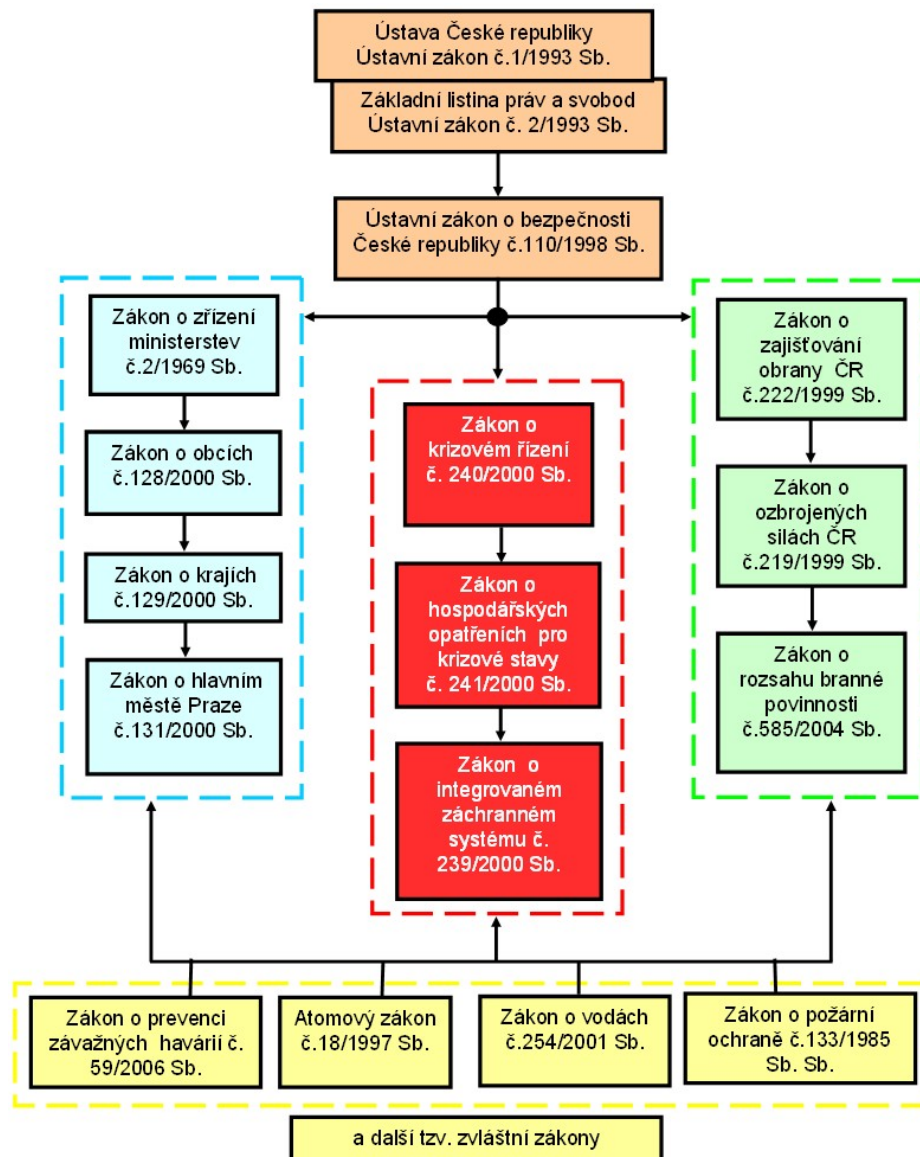 Ústava České republiky
Ústavní zákon č.1/1993 Sb.
Základní listina práv a svobod
Ústavní zákon č. 2/1993 Sb.
Ústavní zákon o bezpečnosti
České republiky č.110/1998 Sb.
Zákon o zřízení
ministerstev
č.2/1969 Sb.
Zákon o obcích
č.128/2000 Sb.
Zákon o krajích
č.129/2000 Sb.
Zákon o hlavním
městě Praze
č.131/2000 Sb.
Zákon o
krizovém řízení
č. 240/2000 Sb.
Zákon o
hospodářských
opatřeních pro
krizové stavy
č. 241/2000 Sb.
Zákon o
integrovaném
záchranném
systému č.
239/2000 Sb.
Zákon o
zajišťování
obrany ČR
č.222/1999 Sb.
Zákon o
ozbrojených
silách ČR
č.219/1999 Sb.
Zákon o
rozsahu branné
povinnosti
č.585/2004 Sb.
Zákon o prevenci
závažných havárií č.
59/2006 Sb.
Atomový zákon
č.18/1997 Sb.
Zákon o vodách
č.254/2001 Sb.
Zákon o požární
ochraně č.133/1985
Sb. Sb.
a další tzv. zvláštní zákony